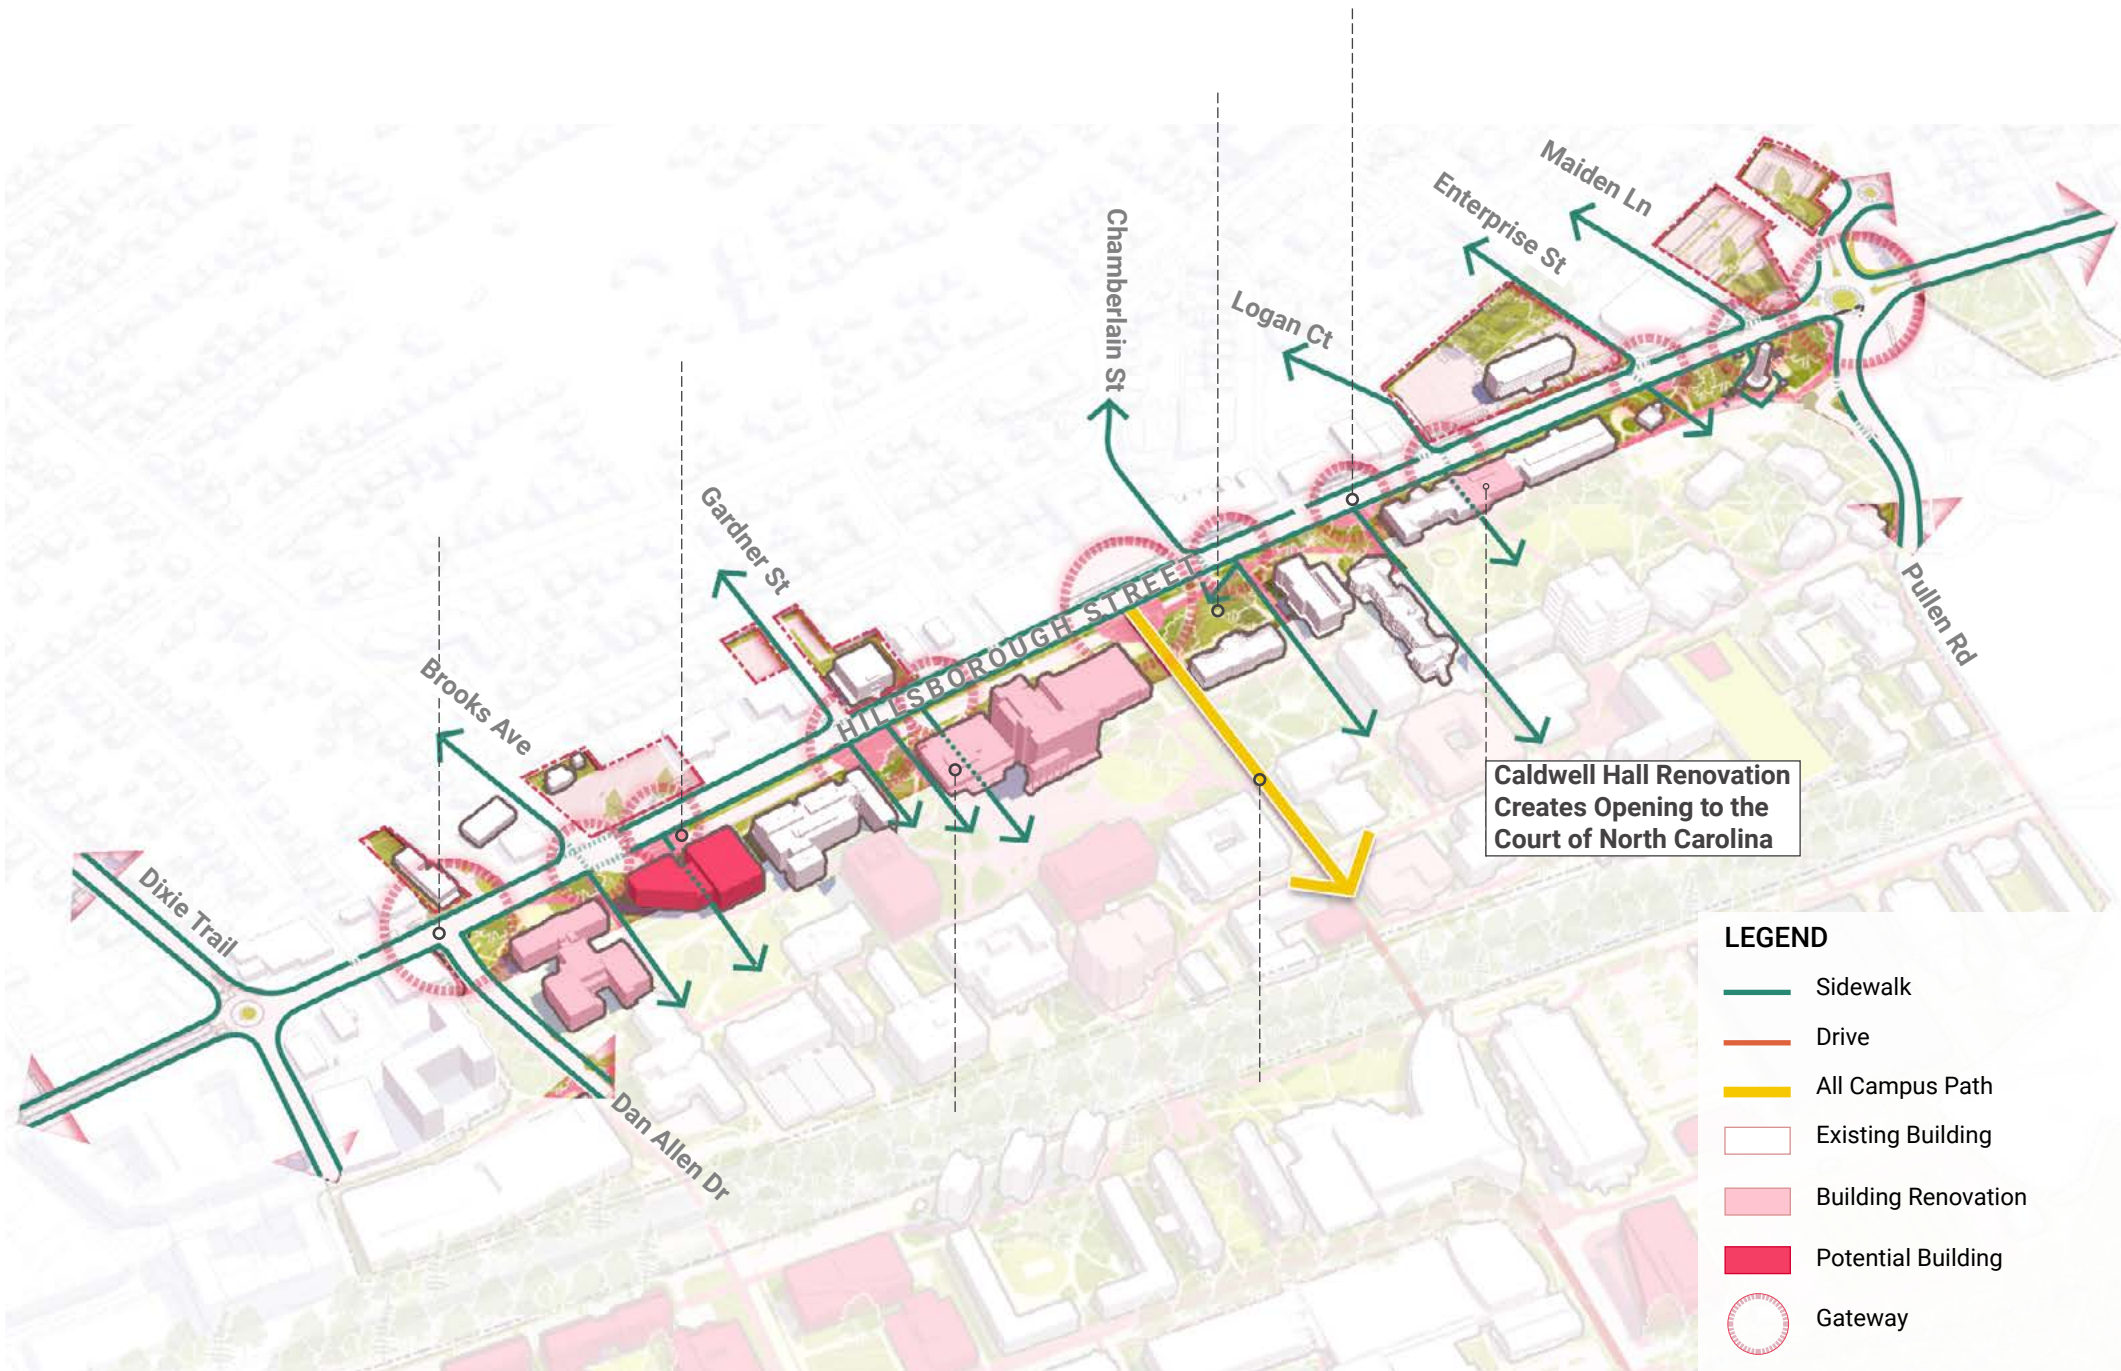 Maiden Ln
Enterprise St
Chamberlain St
Logan Ct
Gardner St
HILLSBOROUGH STREET
Pullen Rd
Brooks Ave
Caldwell Hall Renovation
Creates Opening to the
Court of North Carolina
Dixie Trail
Dan Allen Dr
LEGEND
Sidewalk
Drive
All Campus Path
Existing Building
Building Renovation
Potential Building
Gateway